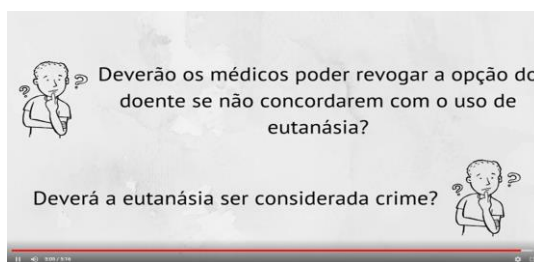 Deverão os médicos poder revogar a opção do
doente se não concordarem com o uso de
eutanásia?
Deverá a eutanásia ser considerada crime?